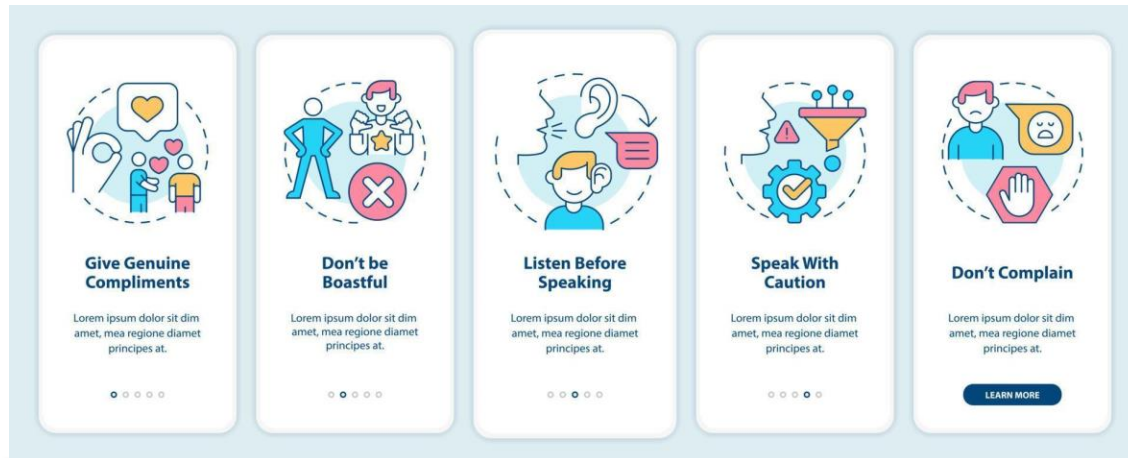 Give Genuine
Compliments
Lorem ipsum dolor sit dim
amet, mea regione diamet
principes at.
Don't be
Boastful
Lorem ipsum dolor sit dim
amet, mea regione diamet
principes at.
Listen Before
Speaking
Lorem ipsum dolor sit dim
amet, mea regione diamet
principes at.
Speak With
Caution
Lorem ipsum dolor sit dim
amet, mea regione diamet
principes at.
Don't Complain
Lorem ipsum dolor sit dim
amet, mea regione diamet
principes at.
LEARN MORE